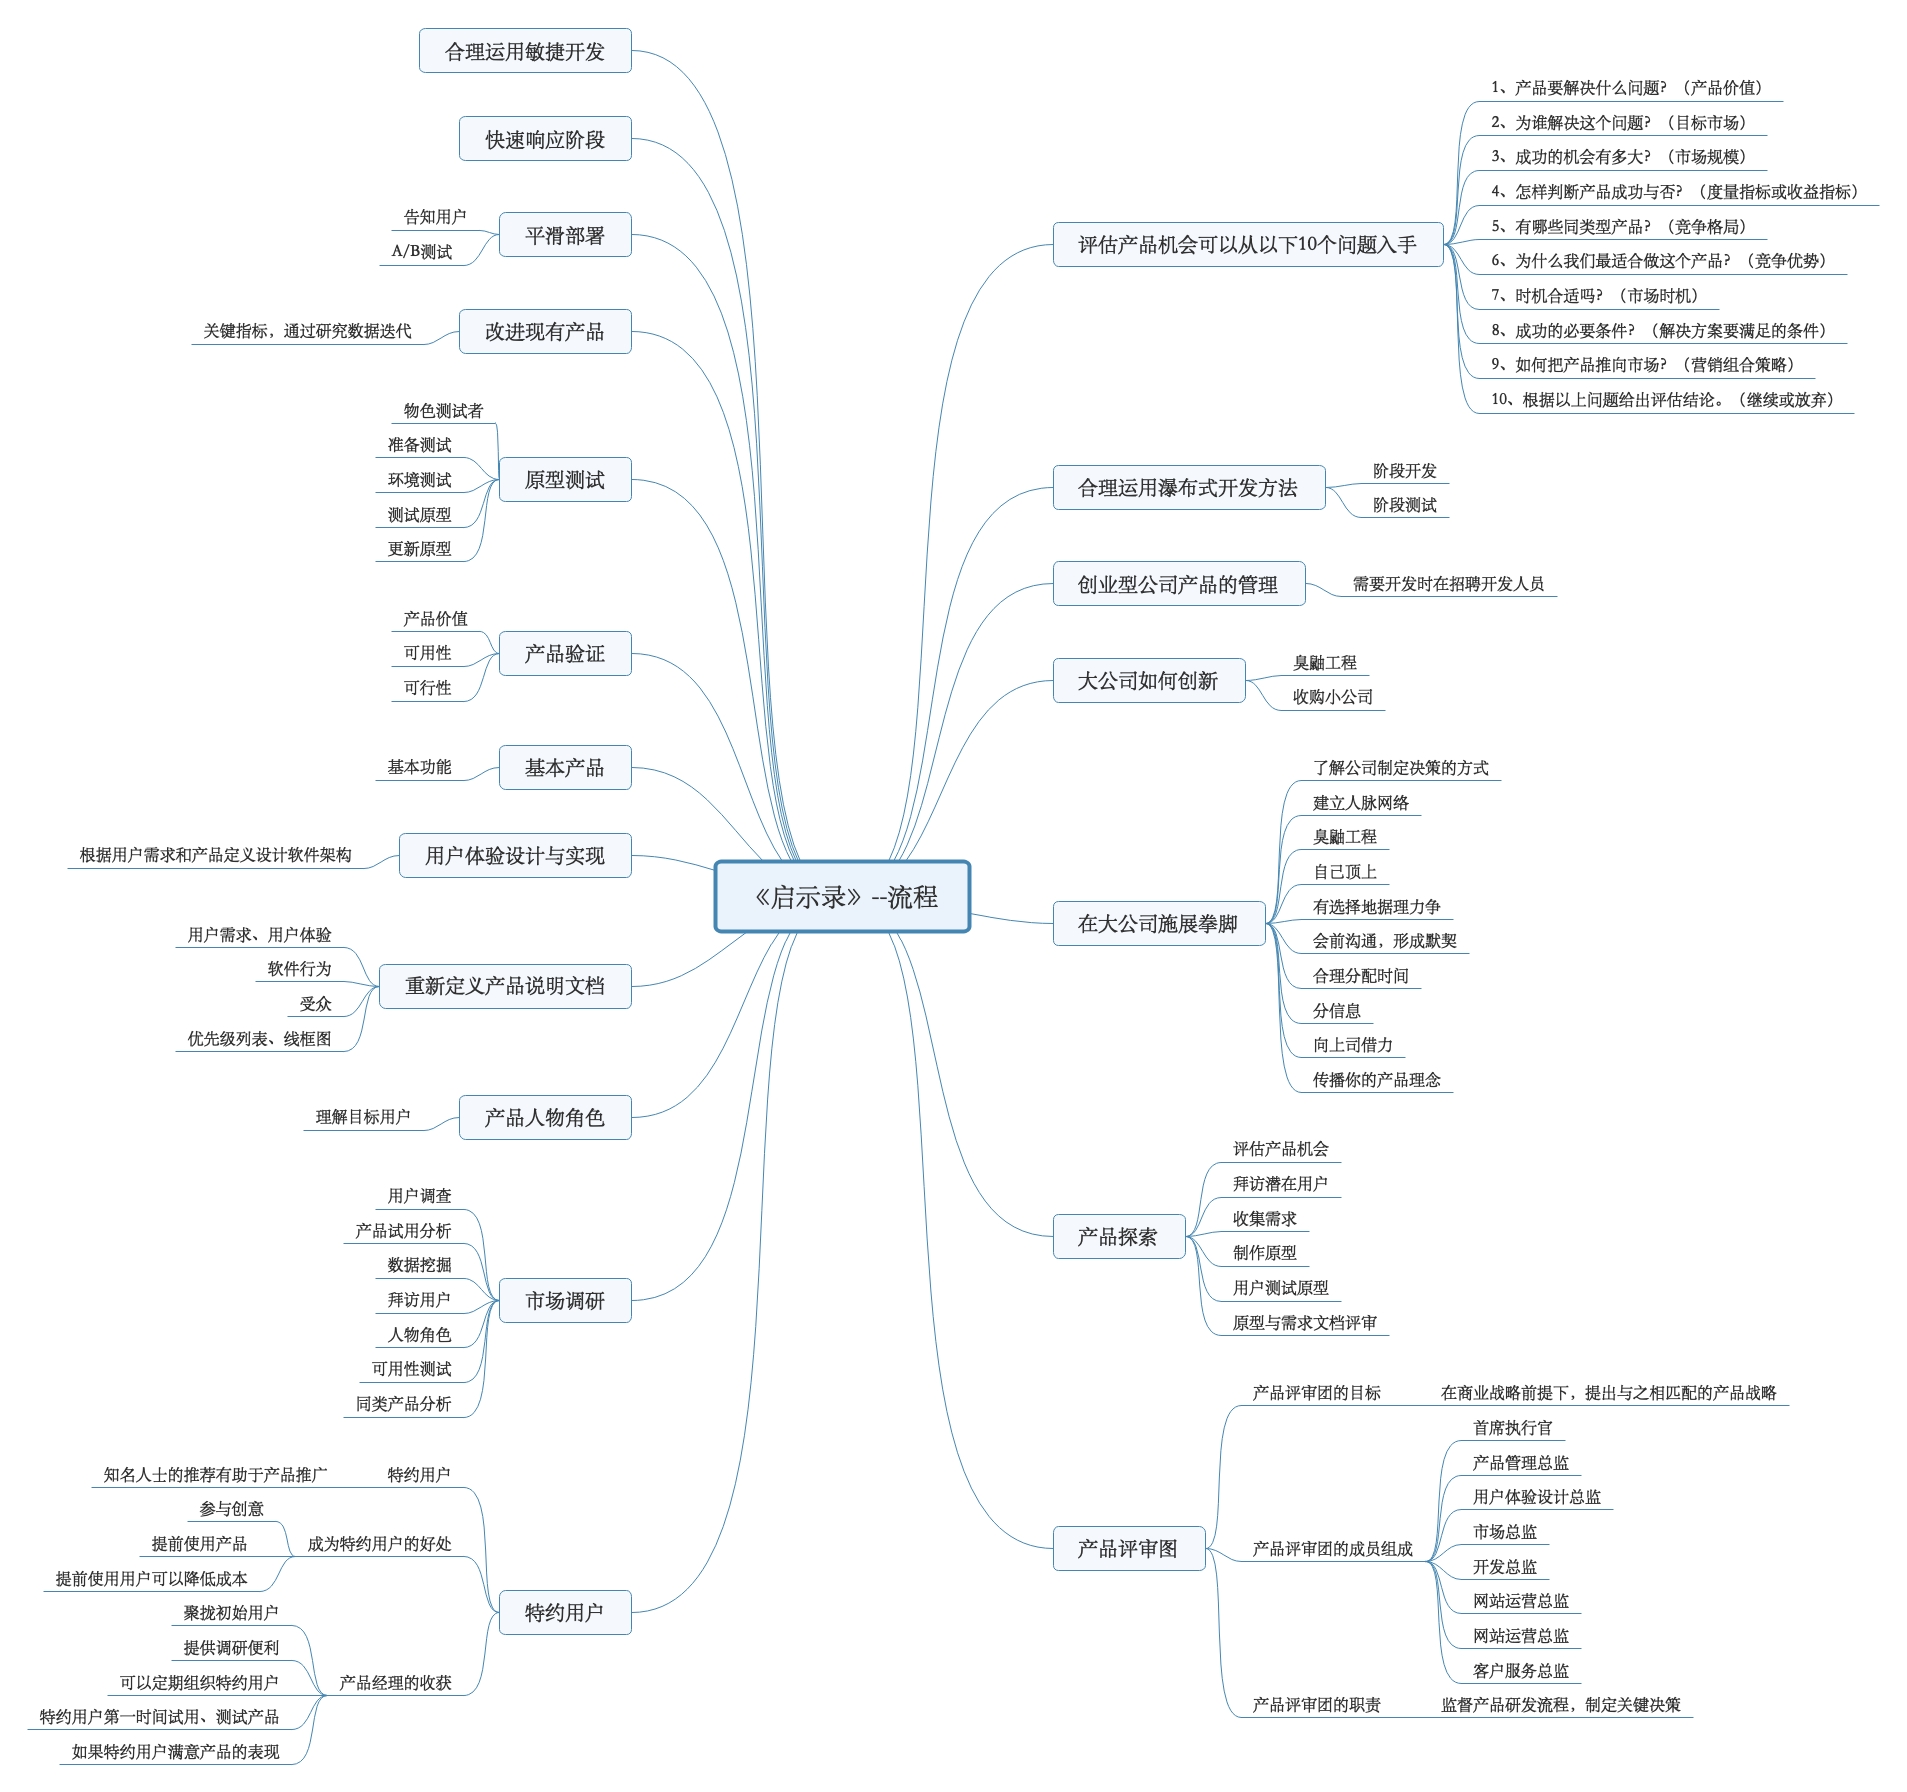 《启示录》--流程
评估产品机会可以从以下10个问题入手
1、产品要解决什么问题？（产品价值）
2、为谁解决这个问题？（目标市场）
3、成功的机会有多大？（市场规模）
4、怎样判断产品成功与否？（度量指标或收益指标）
5、有哪些同类型产品？（竞争格局）
6、为什么我们最适合做这个产品？（竞争优势）
7、时机合适吗？（市场时机）
8、成功的必要条件？（解决方案要满足的条件）
9、如何把产品推向市场？（营销组合策略）
10、根据以上问题给出评估结论。（继续或放弃）
合理运用瀑布式开发方法
阶段开发
阶段测试
创业型公司产品的管理
需要开发时在招聘开发人员
大公司如何创新
臭鼬工程
收购小公司
在大公司施展拳脚
了解公司制定决策的方式
建立人脉网络
臭鼬工程
自己顶上
有选择地据理力争
会前沟通，形成默契
合理分配时间
分信息
向上司借力
传播你的产品理念
产品探索
评估产品机会
拜访潜在用户
收集需求
制作原型
用户测试原型
原型与需求文档评审
产品评审图
产品评审团的目标
在商业战略前提下，提出与之相匹配的产品战略
产品评审团的成员组成
首席执行官
产品管理总监
用户体验设计总监
市场总监
开发总监
网站运营总监
网站运营总监
客户服务总监
产品评审团的职责
监督产品研发流程，制定关键决策
合理运用敏捷开发
快速响应阶段
平滑部署
告知用户
A/B测试
改进现有产品
关键指标，通过研究数据迭代
原型测试
物色测试者
准备测试
环境测试
测试原型
更新原型
产品验证
产品价值
可用性
可行性
基本产品
基本功能
用户体验设计与实现
根据用户需求和产品定义设计软件架构
重新定义产品说明文档
用户需求、用户体验
软件行为
受众
优先级列表、线框图
产品人物角色
理解目标用户
市场调研
用户调查
产品试用分析
数据挖掘
拜访用户
人物角色
可用性测试
同类产品分析
特约用户
特约用户
知名人士的推荐有助于产品推广
成为特约用户的好处
参与创意
提前使用产品
提前使用用户可以降低成本
产品经理的收获
聚拢初始用户
提供调研便利
可以定期组织特约用户
特约用户第一时间试用、测试产品
如果特约用户满意产品的表现